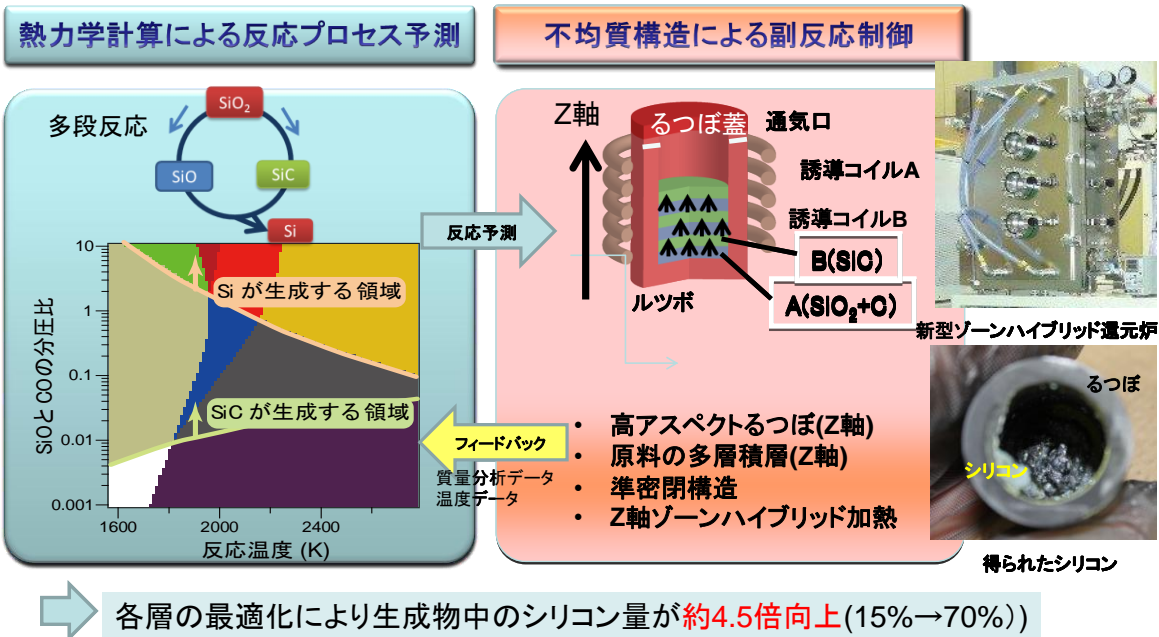 熱力学計算による反応プロセス予測
不均質構造による副反応制御
多段反応
SiO₂
SiO
SiC
Si
10
1
0.1
0.01
0.001
SiOとCOの分圧比
Siが生成する領域
SiCが生成する領域
1600
2000
2400
反応温度 (K)
反応予測
フィードバック
質量分析データ
温度データ
Z軸
るつぼ蓋
通気口
誘導コイルA
誘導コイルB
B(SiC)
A(SiO₂+C)
ルツボ
• 高アスペクトるつぼ(Z軸)
• 原料の多層積層(Z軸)
• 準密閉構造
• Z軸ゾーンハイブリッド加熱
新型ゾーンハイブリッド還元炉
るつぼ
シリコン
得られたシリコン
各層の最適化により生成物中のシリコン量が約4.5倍向上(15%→70%))